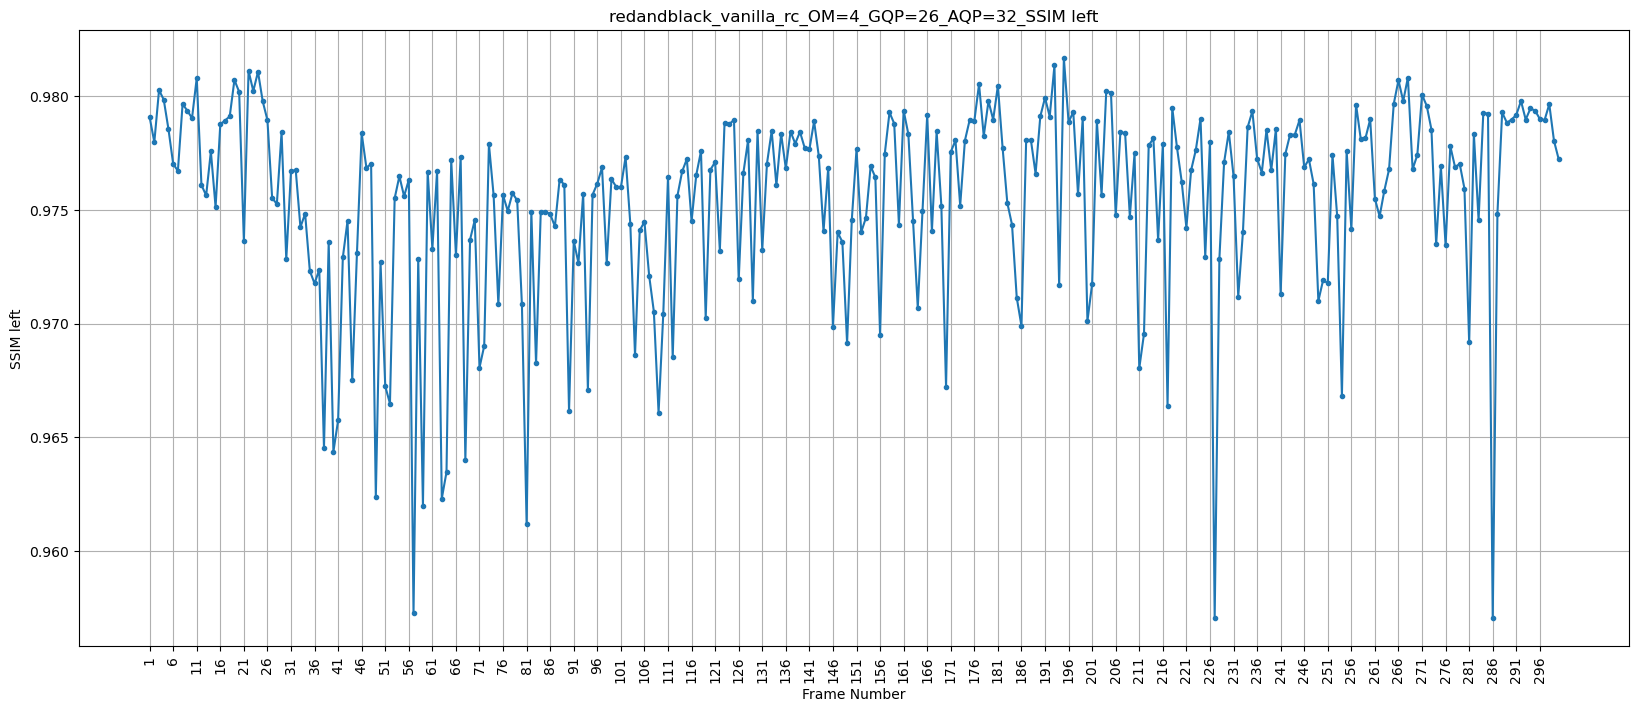 redandblack_vanilla_rc_OM=4_GQP=26_AQP=32_SSIM left
SSIM left
0.980
0.975
0.970
0.965
0.960
1 6 11 16 21 26 31 36 41 46 51 56 61 66 71 76 81 86 91 96 101 106 111 116 121 126 131 136 141 146 151 156 161 166 171 176 181 186 191 196 201 206 211 216 221 226 231 236 241 246 251 256 261 266 271 276 281 286 291 296
Frame Number